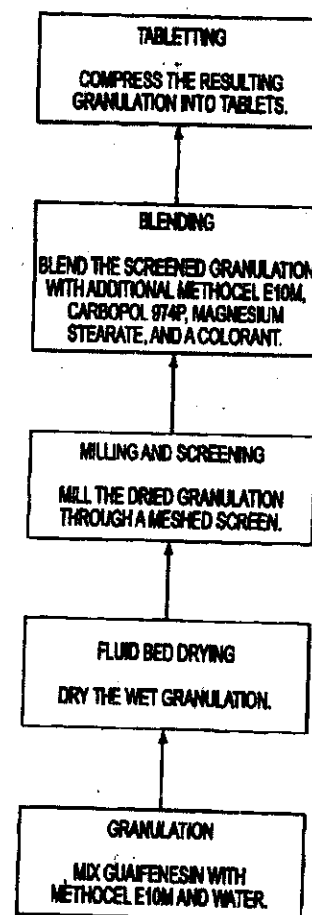 TABLETTING
COMPRESS THE RESULTING
GRANULATION INTO TABLETS.
BLENDING
BLEND THE SCREENED GRANULATION
WITH ADDITIONAL METHOCEL E10M,
CARBOPOL 974P, MAGNESIUM
STEARATE, AND A COLORANT.
MILLING AND SCREENING
MILL THE DRIED GRANULATION
THROUGH A MESHED SCREEN.
FLUID BED DRYING
DRY THE WET GRANULATION.
GRANULATION
MIX GUAIFENESIN WITH
METHOCEL E10M AND WATER.